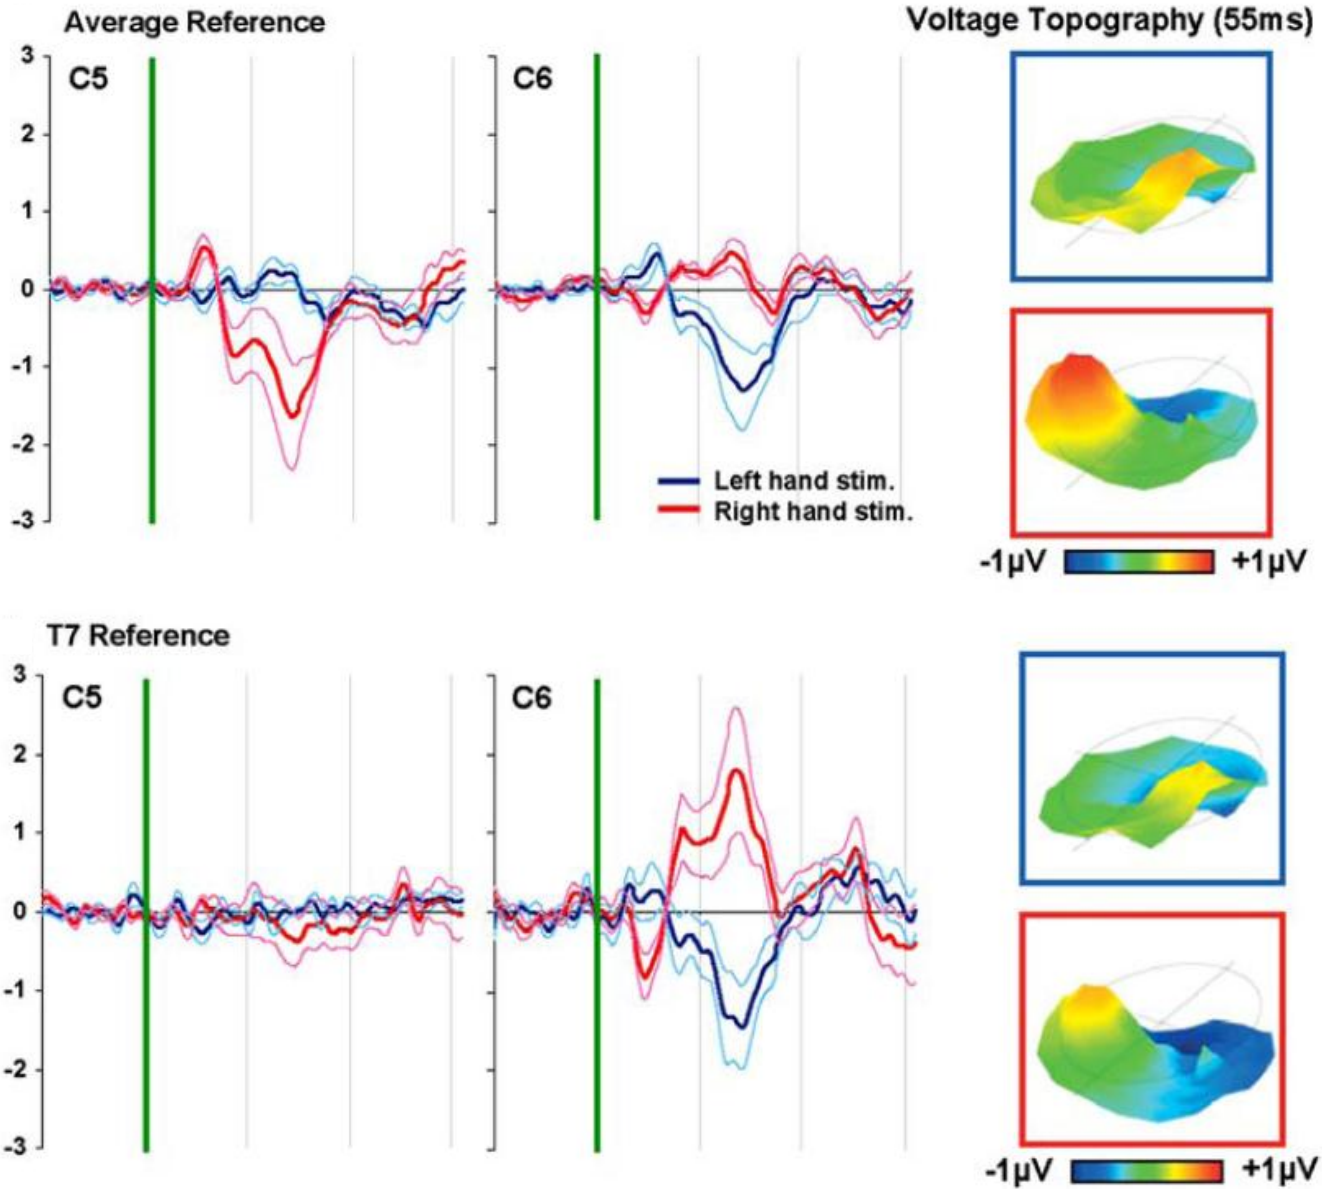 Average Reference
Voltage Topography (55ms)
3
2
1
0
-1
-2
-3
C5
C6
Left hand stim.
Right hand stim.
-1µV
+1µV
T7 Reference
3
2
1
0
-1
-2
-3
C5
C6
-1µV
+1µV